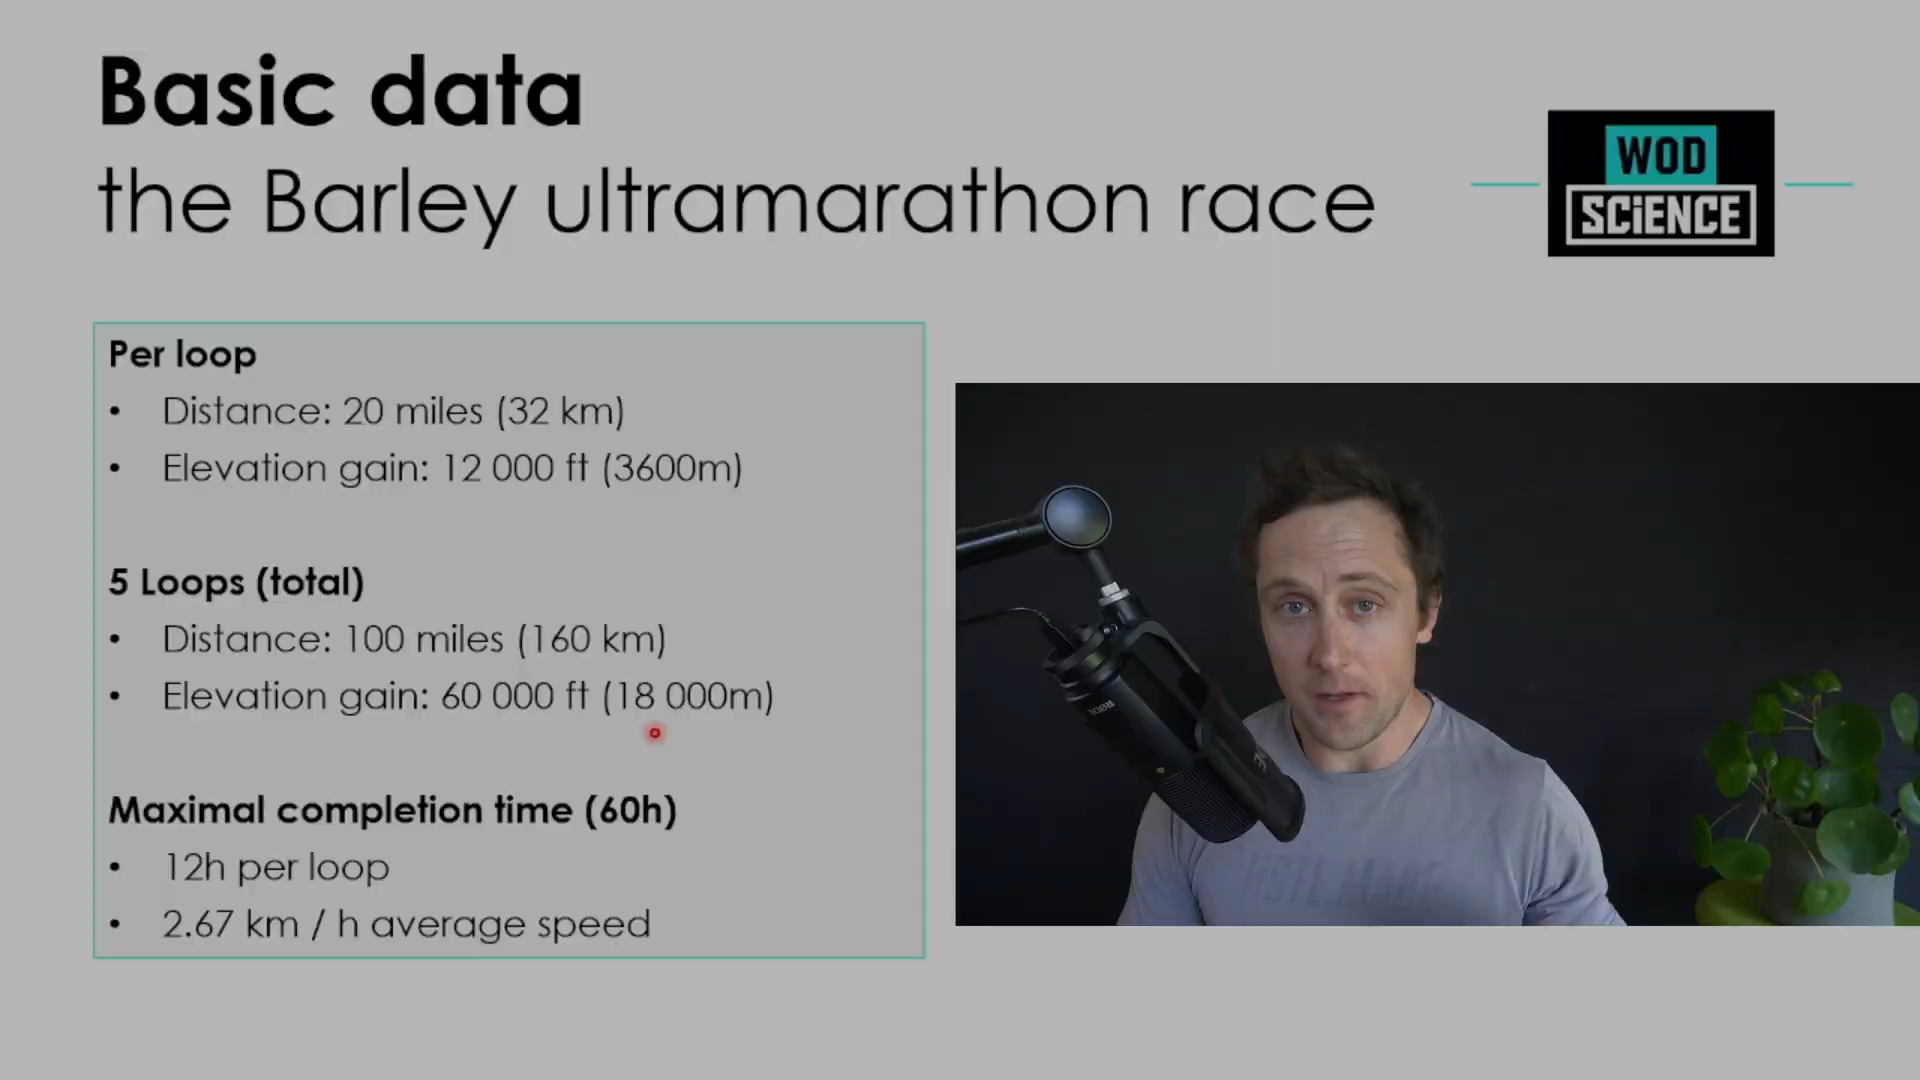 Basic data
the Barley ultramarathon race
WOD
SCiENCE
Per loop
• Distance: 20 miles (32 km)
• Elevation gain: 12 000 ft (3600m)
5 Loops (total)
• Distance: 100 miles (160 km)
• Elevation gain: 60 000 ft (18 000m)
Maximal completion time (60h)
• 12h per loop
• 2.67 km / h average speed
RØDE